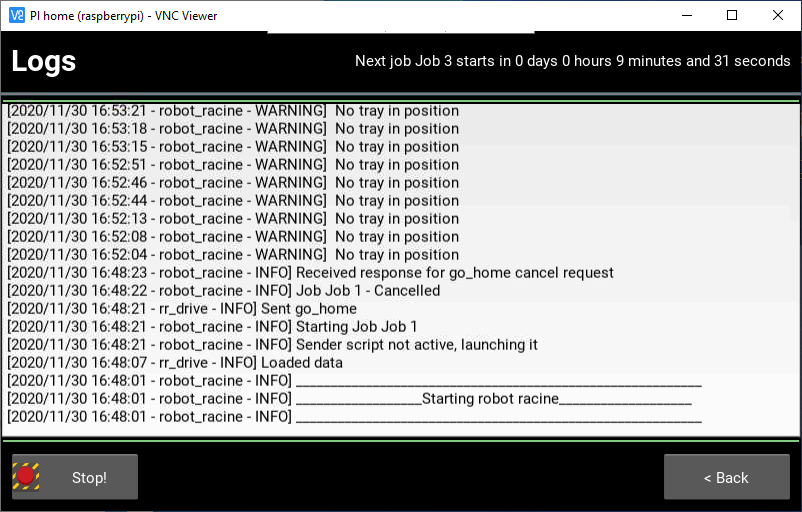 PI home (raspberrypi) - VNC Viewer
Logs
Next job Job 3 starts in 0 days 0 hours 9 minutes and 31 seconds
[2020/11/30 16:53:21 - robot_racine - WARNING] No tray in position
[2020/11/30 16:53:18 - robot_racine - WARNING] No tray in position
[2020/11/30 16:53:15 - robot_racine - WARNING] No tray in position
[2020/11/30 16:52:51 - robot_racine - WARNING] No tray in position
[2020/11/30 16:52:46 - robot_racine - WARNING] No tray in position
[2020/11/30 16:52:44 - robot_racine - WARNING] No tray in position
[2020/11/30 16:52:13 - robot_racine - WARNING] No tray in position
[2020/11/30 16:52:08 - robot_racine - WARNING] No tray in position
[2020/11/30 16:52:04 - robot_racine - WARNING] No tray in position
[2020/11/30 16:48:23 - robot_racine - INFO] Received response for go_home cancel request
[2020/11/30 16:48:22 - robot_racine - INFO] Job Job 1 - Cancelled
[2020/11/30 16:48:21 - rr_drive - INFO] Sent go_home
[2020/11/30 16:48:21 - robot_racine - INFO] Starting Job Job 1
[2020/11/30 16:48:21 - robot_racine - INFO] Sender script not active, launching it
[2020/11/30 16:48:07 - rr_drive - INFO] Loaded data
[2020/11/30 16:48:01 - robot_racine - INFO] ____________________________________________________
[2020/11/30 16:48:01 - robot_racine - INFO] ________________Starting robot racine_________________
[2020/11/30 16:48:01 - robot_racine - INFO] ____________________________________________________
Stop!
< Back